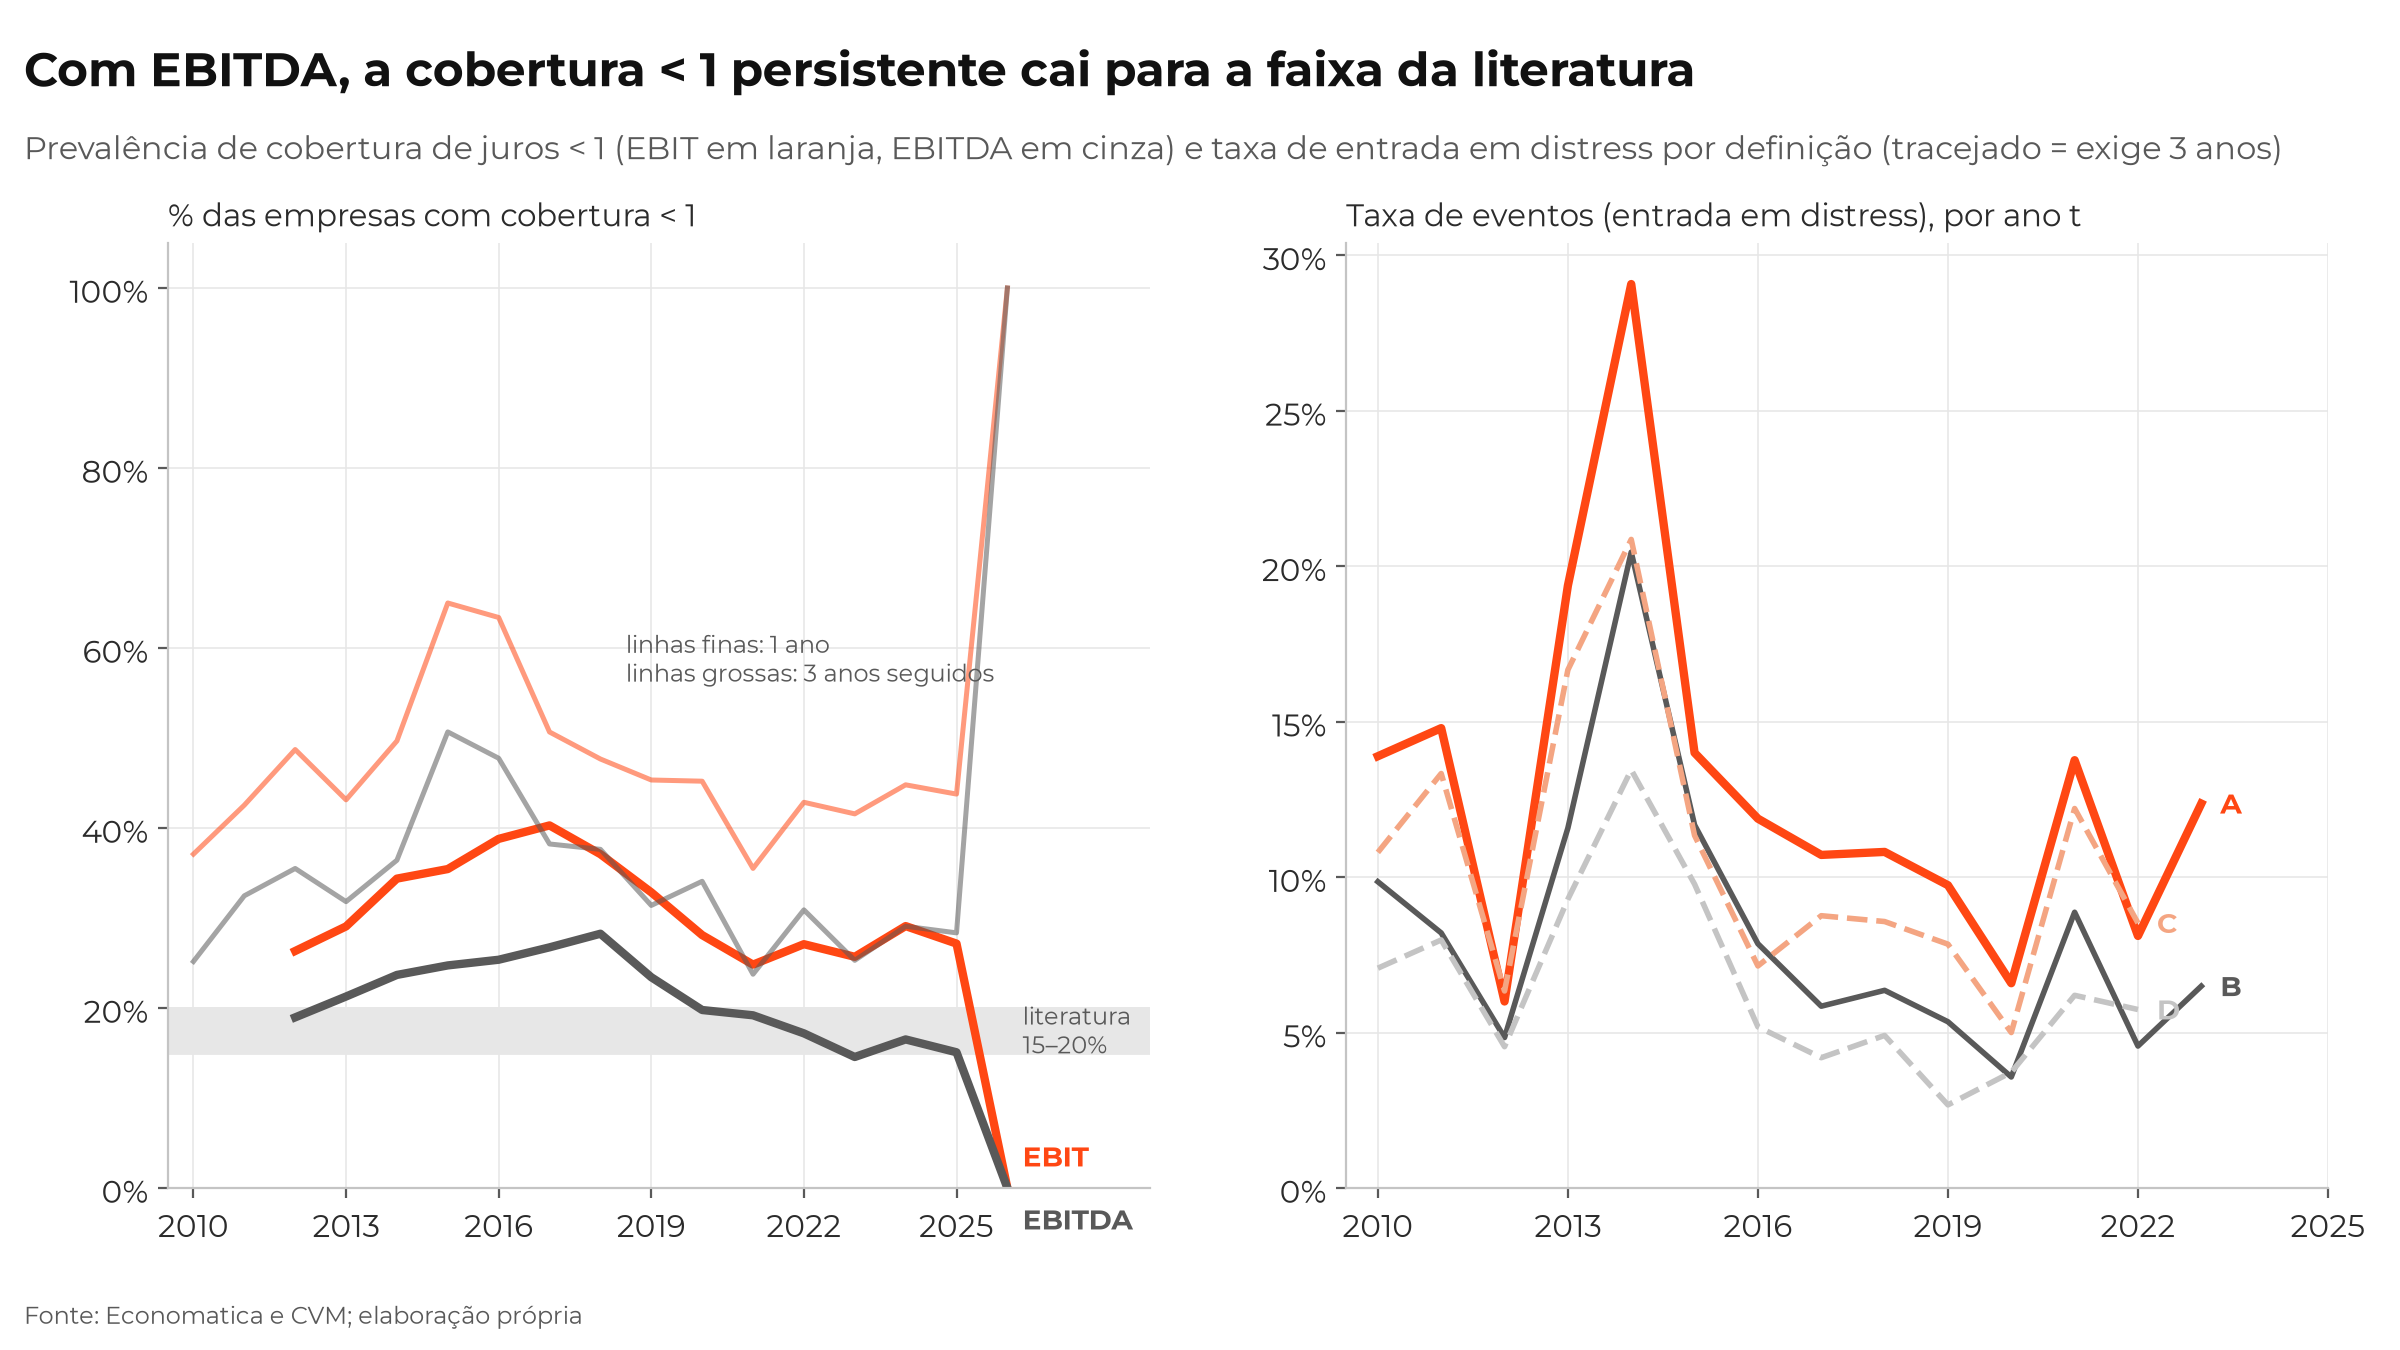 Com EBITDA, a cobertura < 1 persistente cai para a faixa da literatura
Prevalência de cobertura de juros < 1 (EBIT em laranja, EBITDA em cinza) e taxa de entrada em distress por definição (tracejado = exige 3 anos)
% das empresas com cobertura < 1
100%
80%
60%
40%
20%
0%
linhas finas: 1 ano
linhas grossas: 3 anos seguidos
literatura
15–20%
EBIT
EBITDA
2010 2013 2016 2019 2022 2025
Taxa de eventos (entrada em distress), por ano t
30%
25%
20%
15%
10%
5%
0%
A
C
B
D
2010 2013 2016 2019 2022 2025
Fonte: Economatica e CVM; elaboração própria